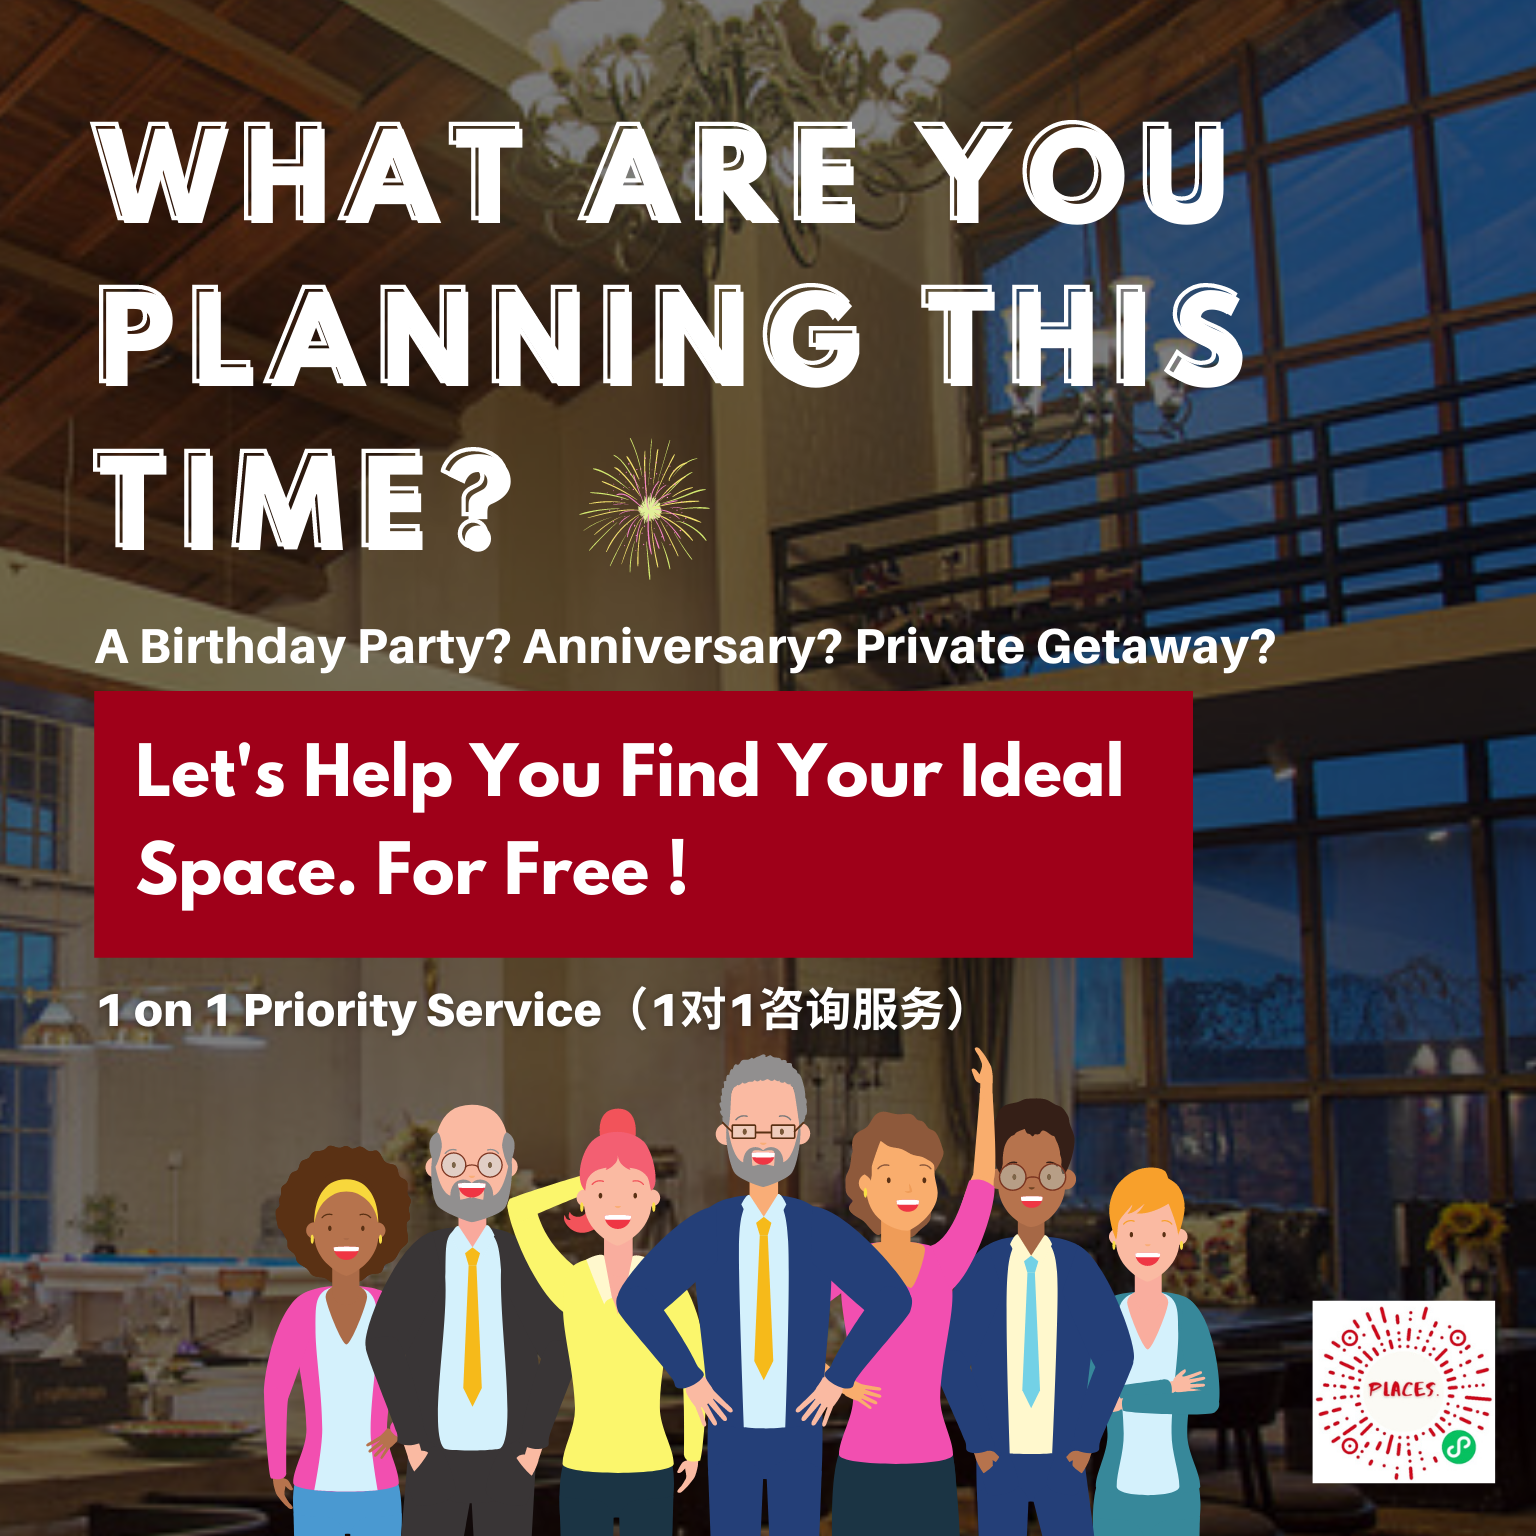 WHAT ARE YOU
PLANNING THIS
TIME?
A Birthday Party? Anniversary? Private Getaway?
Let's Help You Find Your Ideal
Space. For Free !
1 on 1 Priority Service（1对1咨询服务）
PLACES.